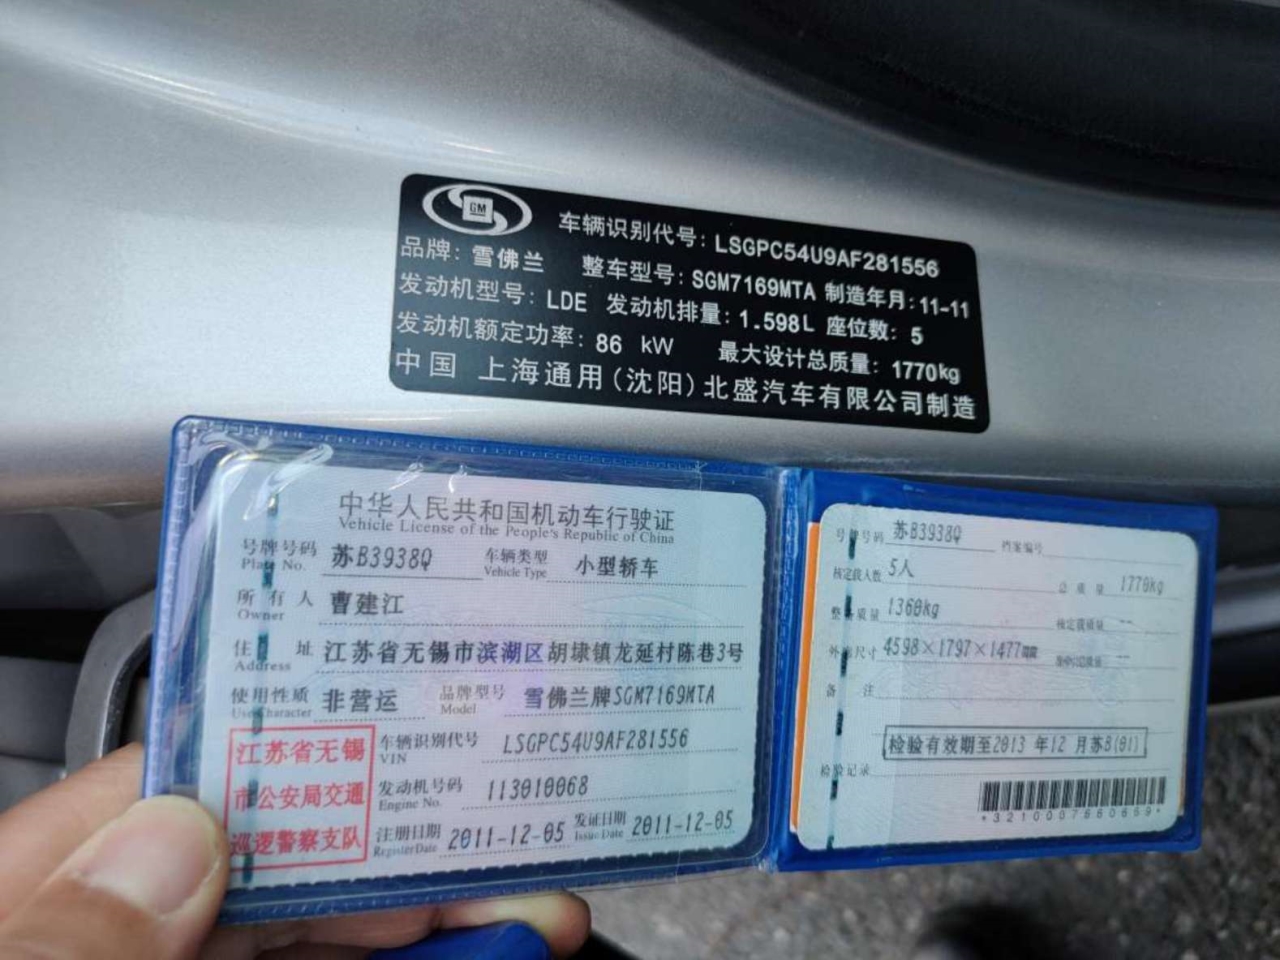 GM
车辆识别代号: LSGPC54U9AF281556
品牌: 雪佛兰 整车型号: SGM7169MTA 制造年月: 11-11
发动机型号: LDE 发动机排量: 1.598L 座位数: 5
发动机额定功率: 86 kW 最大设计总质量: 1770kg
中国 上海通用(沈阳)北盛汽车有限公司制造
中华人民共和国机动车行驶证
Vehicle License of the People's Republic of China
号牌号码 苏B3938Q 车辆类型 小型轿车
Plate No. Vehicle Type
所有人 曹建江
Owner
住址 江苏省无锡市滨湖区胡埭镇龙延村陈巷3号
Address
使用性质 非营运 品牌型号 雪佛兰牌SGM7169MTA
Use Character Model
江苏省无锡
市公安局交通
巡逻警察支队
车辆识别代号 LSGPC54U9AF281556
VIN
发动机号码 113010068
Engine No.
注册日期 2011-12-05 发证日期 2011-12-05
Register Date Issue Date
号牌号码 苏B3938Q 档案编号
核定载人数 5人 总质量 1770kg
整备质量 1360kg 核定载质量 --
外廓尺寸 4598×1797×1477 --
备注
检验有效期至2013年12月苏B(01)
检验记录
*3210007660659*